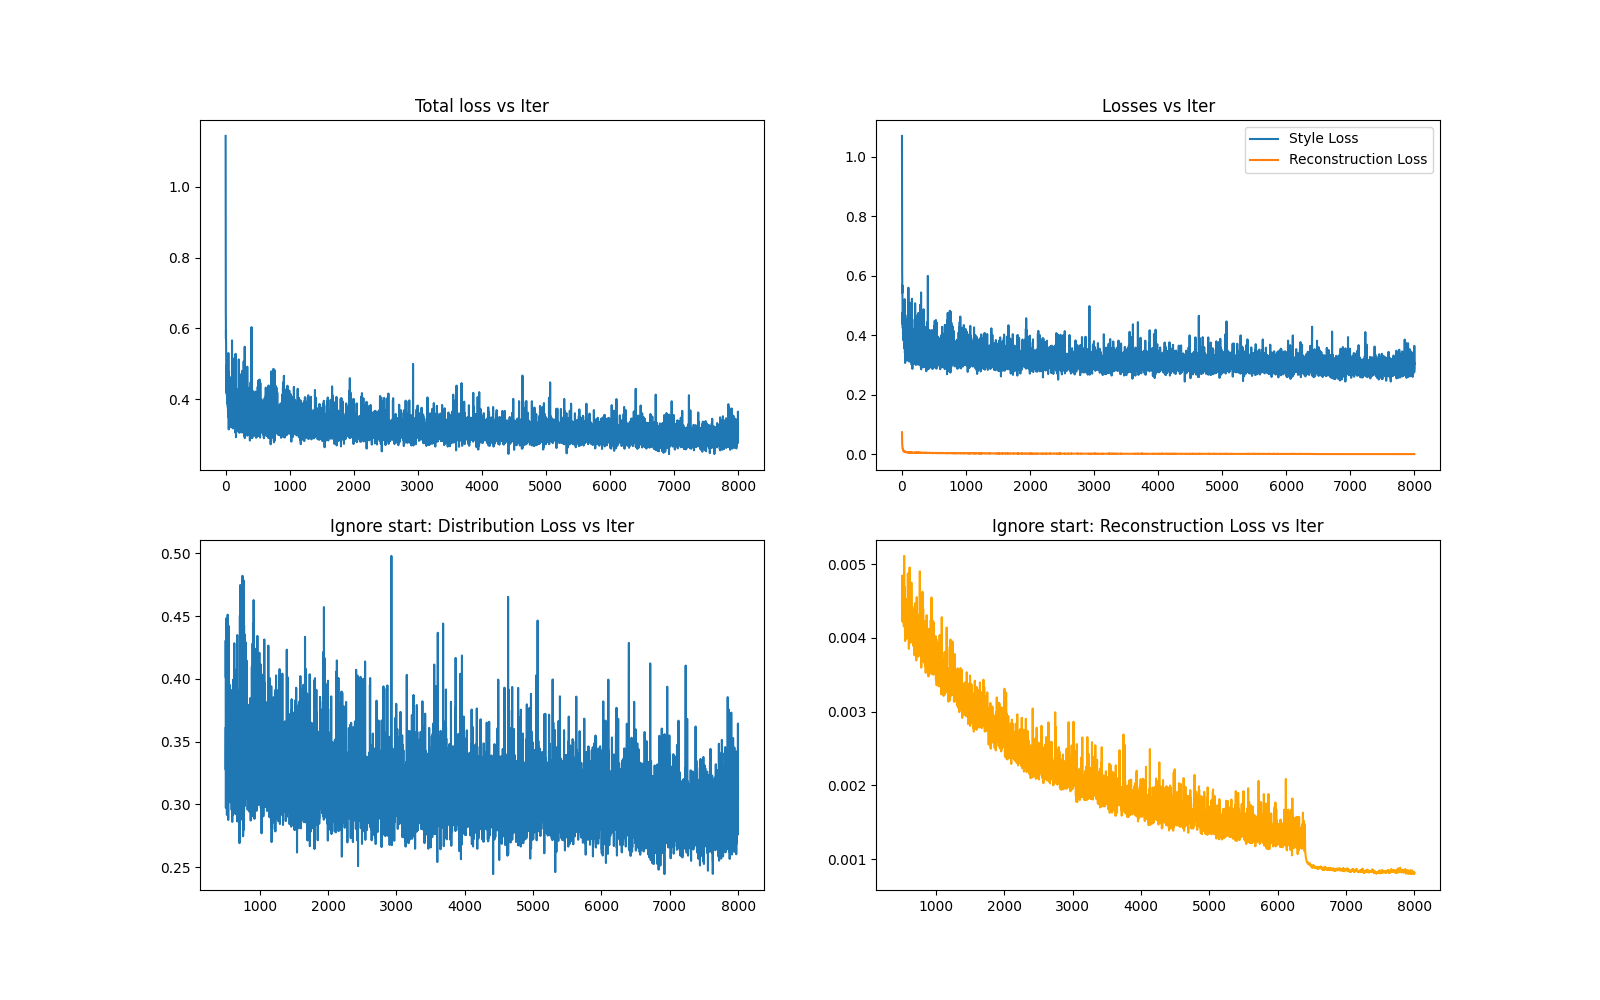 Total loss vs Iter
1.0
0.8
0.6
0.4
0 1000 2000 3000 4000 5000 6000 7000 8000
Losses vs Iter
Style Loss
Reconstruction Loss
1.0
0.8
0.6
0.4
0.2
0.0
0 1000 2000 3000 4000 5000 6000 7000 8000
Ignore start: Distribution Loss vs Iter
0.50
0.45
0.40
0.35
0.30
0.25
1000 2000 3000 4000 5000 6000 7000 8000
Ignore start: Reconstruction Loss vs Iter
0.005
0.004
0.003
0.002
0.001
1000 2000 3000 4000 5000 6000 7000 8000